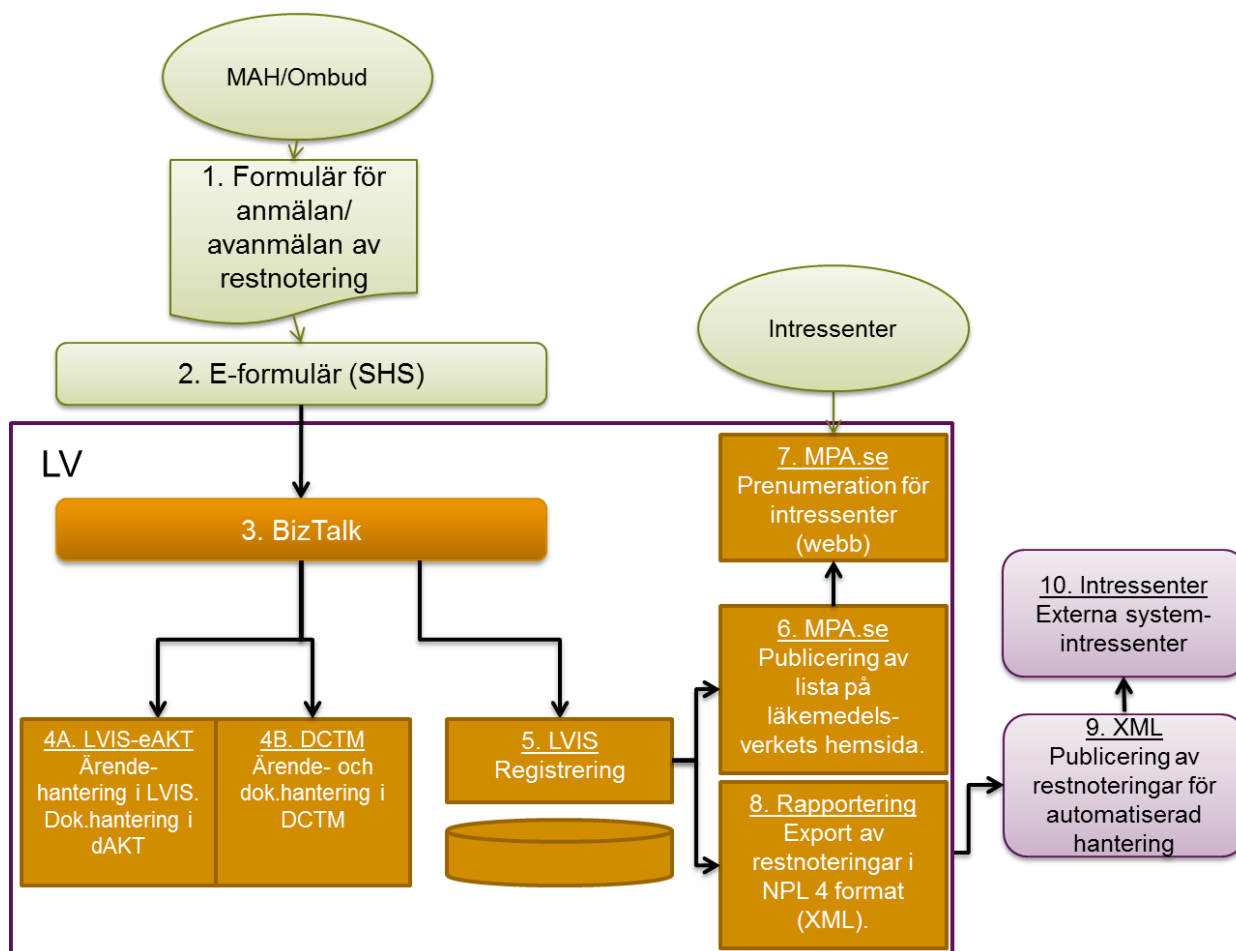 MAH/Ombud
1. Formulär för
anmälan/
avanmälan av
restnotering
2. E-formulär (SHS)
Intressenter
LV
3. BizTalk
4A. LVIS-eAKT
Ärende-
hantering i LVIS.
Dok.hantering i
dAKT
4B. DCTM
Ärende- och
dok.hantering i
DCTM
5. LVIS
Registrering
7. MPA.se
Prenumeration för
intressenter
(webb)
6. MPA.se
Publicering av
lista på
läkemedels-
verkets hemsida.
8. Rapportering
Export av
restnoteringar i
NPL 4 format
(XML).
10. Intressenter
Externa system-
intressenter
9. XML
Publicering av
restnoteringar för
automatiserad
hantering